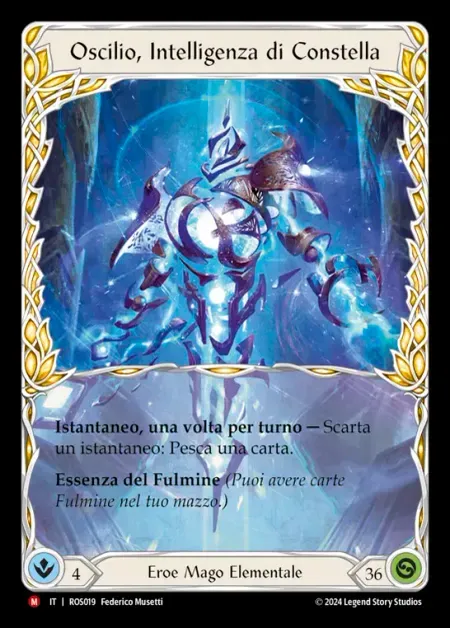 Oscilio, Intelligenza di Constella
Istantaneo, una volta per turno — Scarta
un istantaneo: Pesca una carta.
Essenza del Fulmine (Puoi avere carte
Fulmine nel tuo mazzo.)
4
Eroe Mago Elementale
36
M
IT | ROS019 Federico Musetti
© 2024 Legend Story Studios